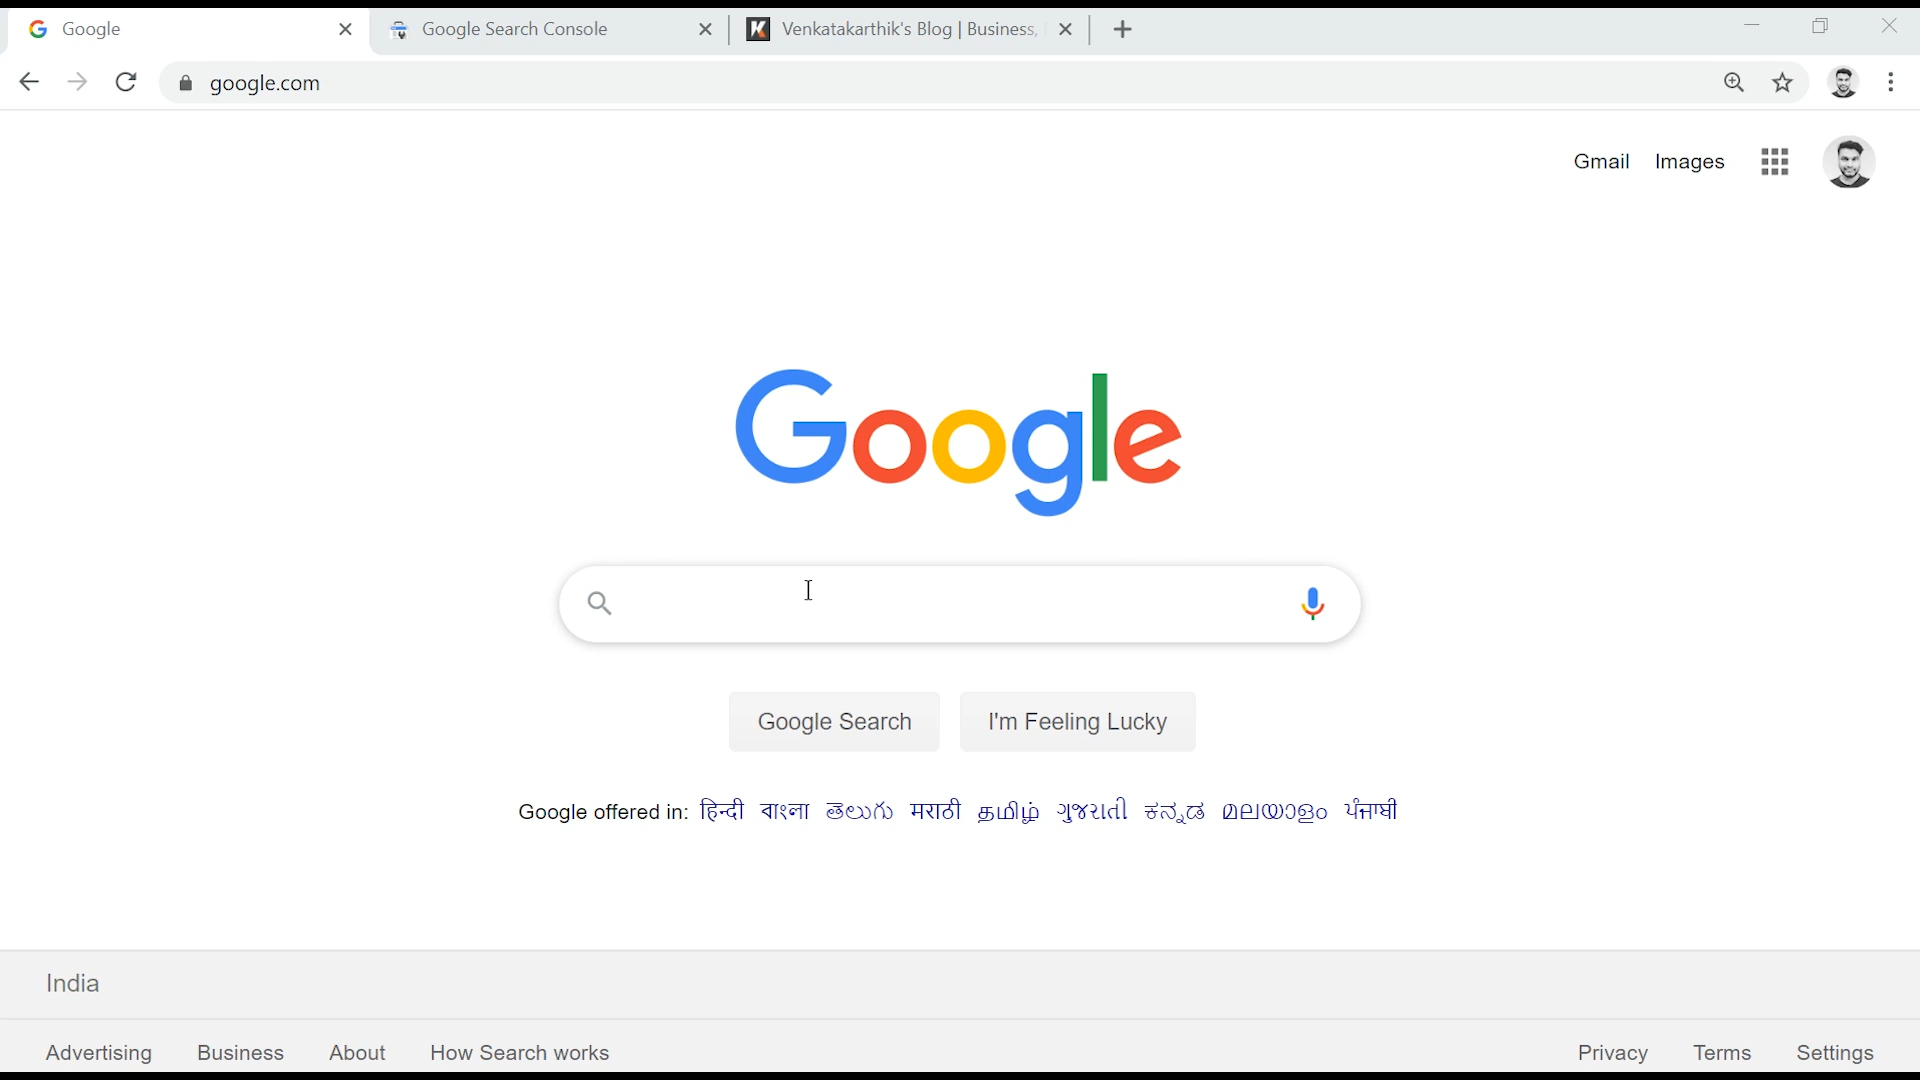 Google
Google Search Console
Venkatakarthik's Blog | Business,
google.com
Gmail Images
Google
Google Search I'm Feeling Lucky
Google offered in: हिन्दी বাংলা తెలుగు मराठी தமிழ் ગુજરાતી ಕನ್ನಡ മലയാളം ਪੰਜਾਬੀ
India
Advertising Business About How Search works Privacy Terms Settings